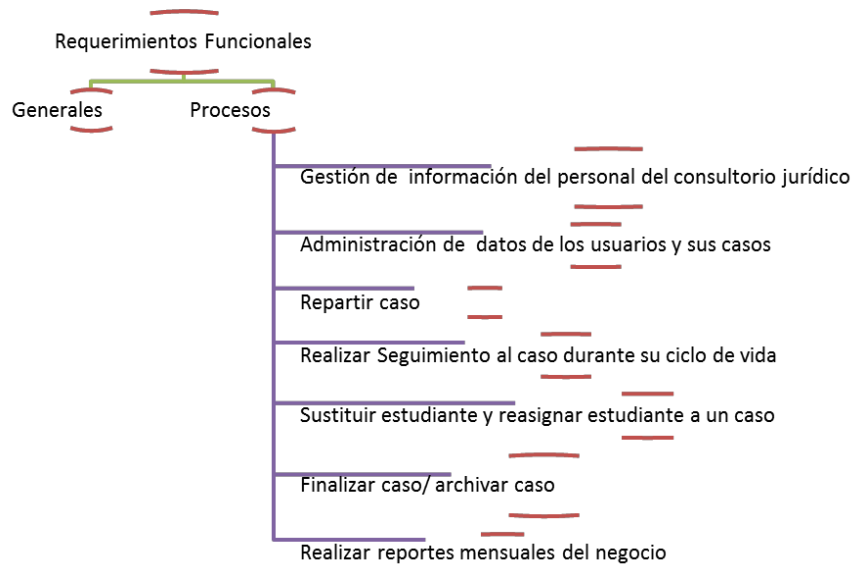 Requerimientos Funcionales
Generales
Procesos
Gestión de información del personal del consultorio jurídico
Administración de datos de los usuarios y sus casos
Repartir caso
Realizar Seguimiento al caso durante su ciclo de vida
Sustituir estudiante y reasignar estudiante a un caso
Finalizar caso/ archivar caso
Realizar reportes mensuales del negocio